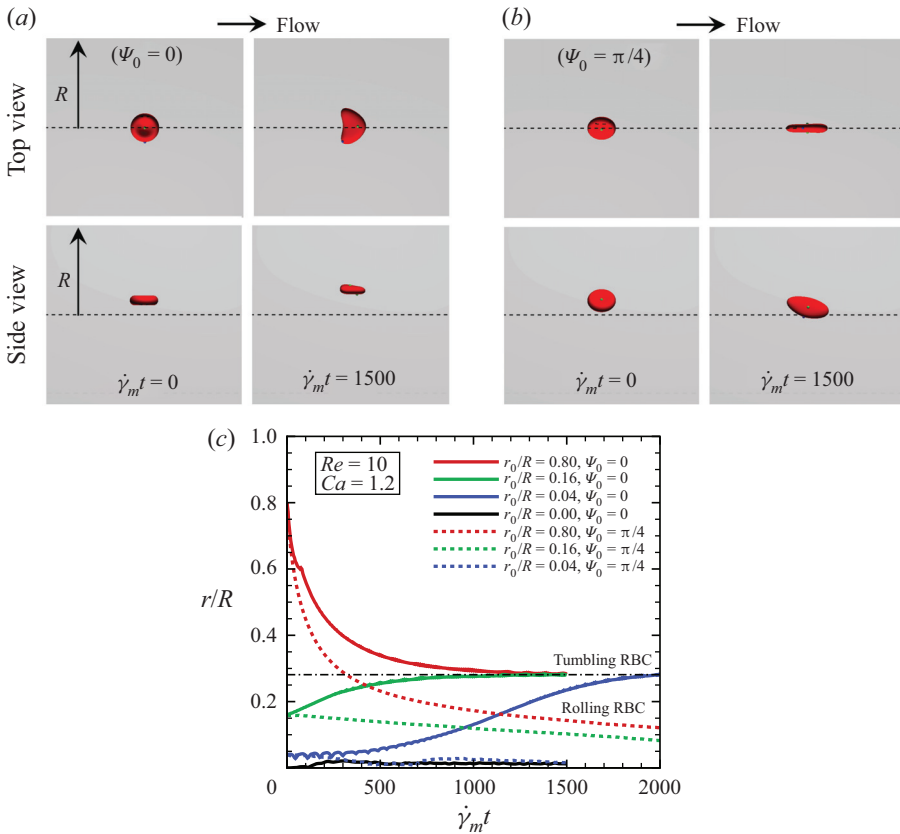 (a) Flow
(Ψ₀ = 0)
R
Top view
R
Side view
γ̇ₘt = 0
γ̇ₘt = 1500
(b) Flow
(Ψ₀ = π/4)
γ̇ₘt = 0
γ̇ₘt = 1500
(c)
1.0
0.8
0.6
0.4
0.2
0
r/R
Re = 10
Ca = 1.2
r₀/R = 0.80, Ψ₀ = 0
r₀/R = 0.16, Ψ₀ = 0
r₀/R = 0.04, Ψ₀ = 0
r₀/R = 0.00, Ψ₀ = 0
r₀/R = 0.80, Ψ₀ = π/4
r₀/R = 0.16, Ψ₀ = π/4
r₀/R = 0.04, Ψ₀ = π/4
Tumbling RBC
Rolling RBC
500 1000 1500 2000
γ̇ₘt